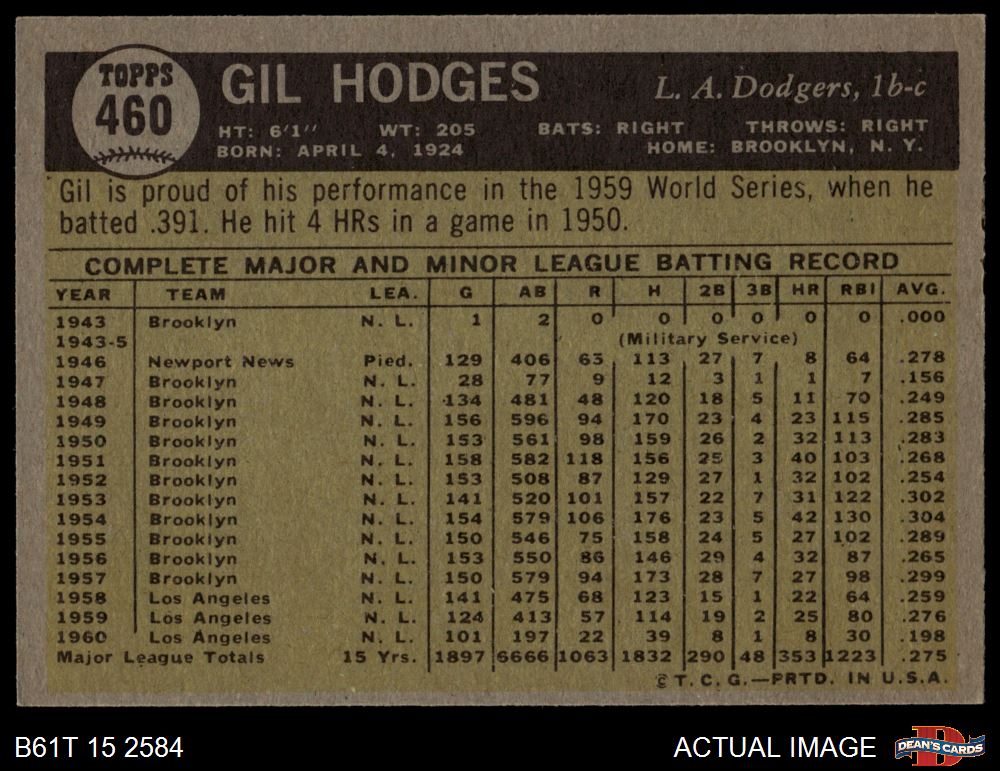 TOPPS
460
GIL HODGES
L. A. Dodgers, 1b-c
HT: 6'1" WT: 205 BATS: RIGHT THROWS: RIGHT
BORN: APRIL 4, 1924 HOME: BROOKLYN, N. Y.
Gil is proud of his performance in the 1959 World Series, when he
batted .391. He hit 4 HRs in a game in 1950.
COMPLETE MAJOR AND MINOR LEAGUE BATTING RECORD
YEAR TEAM LEA. G AB R H 2B 3B HR RBI AVG.
1943 Brooklyn N. L. 1 2 0 0 0 0 0 0 .000
1943-5 (Military Service)
1946 Newport News Pied. 129 406 65 113 27 7 8 64 .278
1947 Brooklyn N. L. 28 77 9 12 3 1 1 7 .156
1948 Brooklyn N. L. 134 481 48 120 18 5 11 70 .249
1949 Brooklyn N. L. 156 596 94 170 23 4 23 115 .285
1950 Brooklyn N. L. 153 561 98 159 26 2 32 113 .283
1951 Brooklyn N. L. 158 582 118 156 25 3 40 103 .268
1952 Brooklyn N. L. 153 508 87 129 27 1 32 102 .254
1953 Brooklyn N. L. 141 520 101 157 22 7 31 122 .302
1954 Brooklyn N. L. 154 579 106 176 23 5 42 130 .304
1955 Brooklyn N. L. 150 546 75 158 24 5 27 102 .289
1956 Brooklyn N. L. 153 550 86 146 29 4 32 87 .265
1957 Brooklyn N. L. 150 579 94 173 28 7 27 98 .299
1958 Los Angeles N. L. 141 475 68 123 15 1 22 64 .259
1959 Los Angeles N. L. 124 413 57 114 19 2 25 80 .276
1960 Los Angeles N. L. 101 197 22 39 8 1 8 30 .198
Major League Totals 15 Yrs. 1897 6666 1063 1832 290 48 353 1223 .275
©T. C. G.—PRTD. IN U.S.A.
B61T 15 2584 ACTUAL IMAGE
DEAN'S CARDS